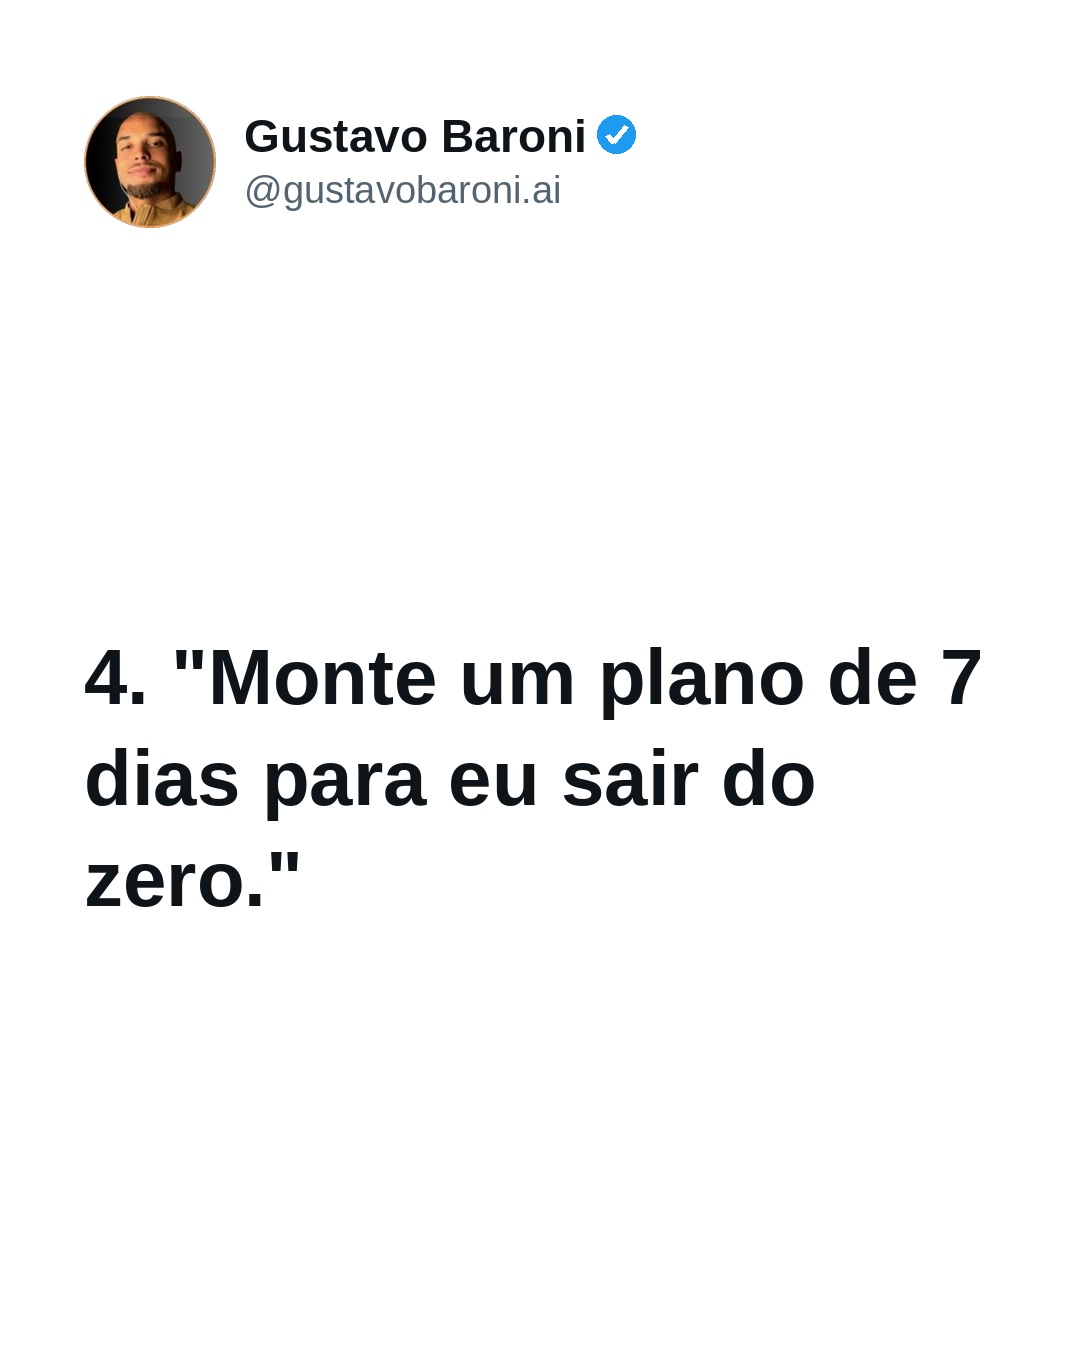 Gustavo Baroni
@gustavobaroni.ai
4. "Monte um plano de 7
dias para eu sair do
zero."